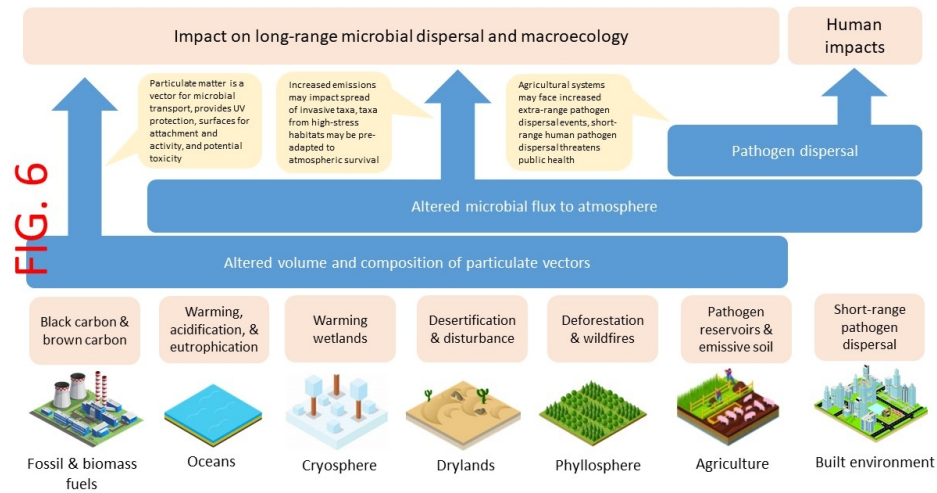 Impact on long-range microbial dispersal and macroecology
Human
impacts
Particulate matter is a
vector for microbial
transport, provides UV
protection, surfaces for
attachment and
activity, and potential
toxicity
Increased emissions
may impact spread
of invasive taxa, taxa
from high-stress
habitats may be pre-
adapted to
atmospheric survival
Agricultural systems
may face increased
extra-range pathogen
dispersal events, short-
range human pathogen
dispersal threatens
public health
Pathogen dispersal
FIG. 6
Altered microbial flux to atmosphere
Altered volume and composition of particulate vectors
Black carbon &
brown carbon
Warming,
acidification, &
eutrophication
Warming
wetlands
Desertification
& disturbance
Deforestation
& wildfires
Pathogen
reservoirs &
emissive soil
Short-range
pathogen
dispersal
Fossil & biomass
fuels
Oceans
Cryosphere
Drylands
Phyllosphere
Agriculture
Built environment